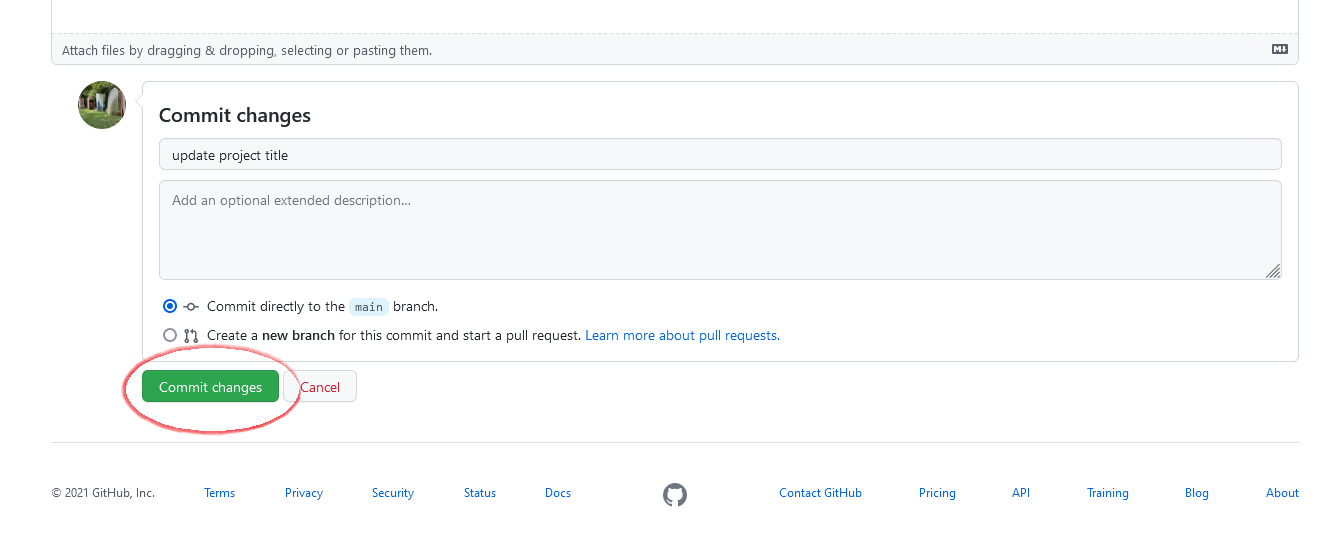 Attach files by dragging & dropping, selecting or pasting them.
Commit changes
update project title
Add an optional extended description...
Commit directly to the main branch.
Create a new branch for this commit and start a pull request. Learn more about pull requests.
Commit changes Cancel
© 2021 GitHub, Inc. Terms Privacy Security Status Docs Contact GitHub Pricing API Training Blog About